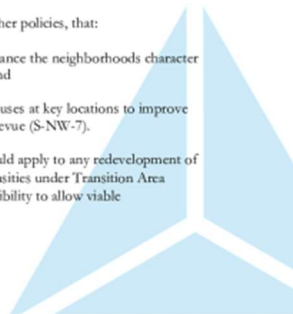 her policies, that:
ance the neighborhoods character
nd
uses at key locations to improve
evue (S-NW-7).
uld apply to any redevelopment of
sities under Transition Area
ibility to allow viable